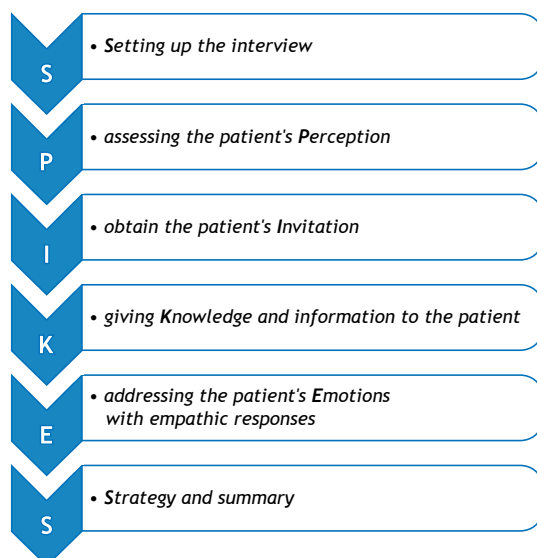 S
• Setting up the interview
P
• assessing the patient's Perception
I
• obtain the patient's Invitation
K
• giving Knowledge and information to the patient
E
• addressing the patient's Emotions
with empathic responses
S
• Strategy and summary